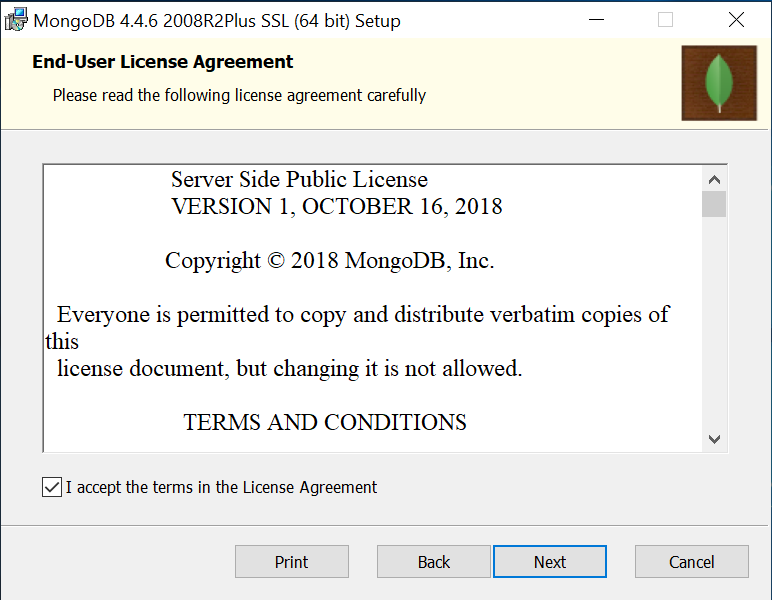 MongoDB 4.4.6 2008R2Plus SSL (64 bit) Setup
End-User License Agreement
Please read the following license agreement carefully
Server Side Public License
VERSION 1, OCTOBER 16, 2018
Copyright © 2018 MongoDB, Inc.
Everyone is permitted to copy and distribute verbatim copies of
this
license document, but changing it is not allowed.
TERMS AND CONDITIONS
I accept the terms in the License Agreement
Print Back Next Cancel